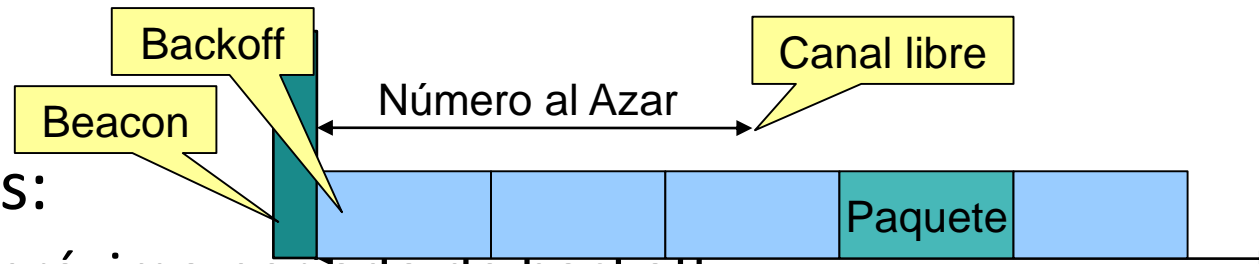 Backoff
Canal libre
Número al Azar
Beacon
s:
Paquete